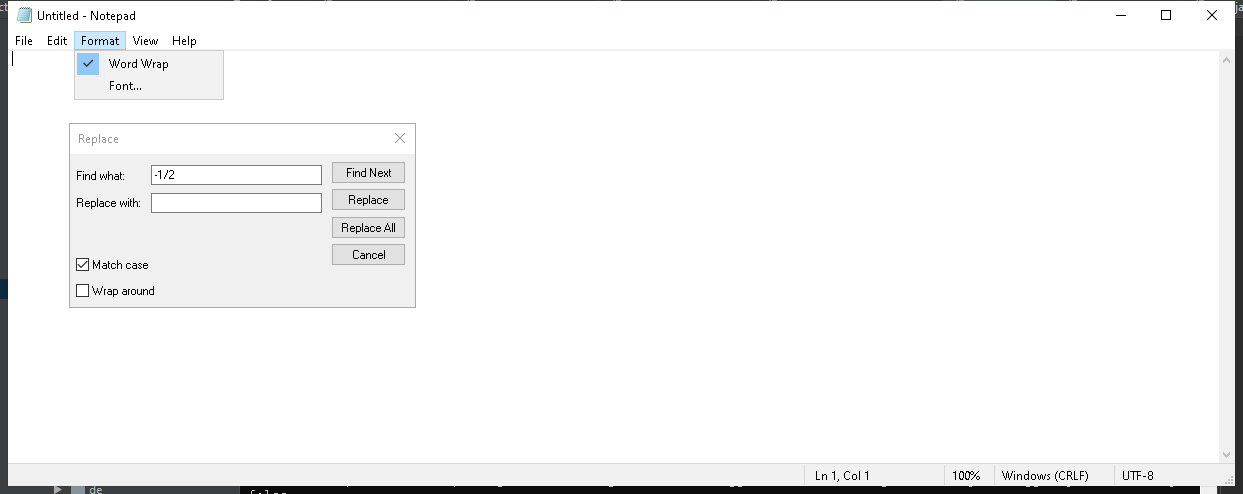 Untitled - Notepad
File Edit Format View Help
Word Wrap
Font...
Replace
Find what: -1/2 Find Next
Replace with: Replace
Replace All
Cancel
Match case
Wrap around
Ln 1, Col 1 100% Windows (CRLF) UTF-8
de